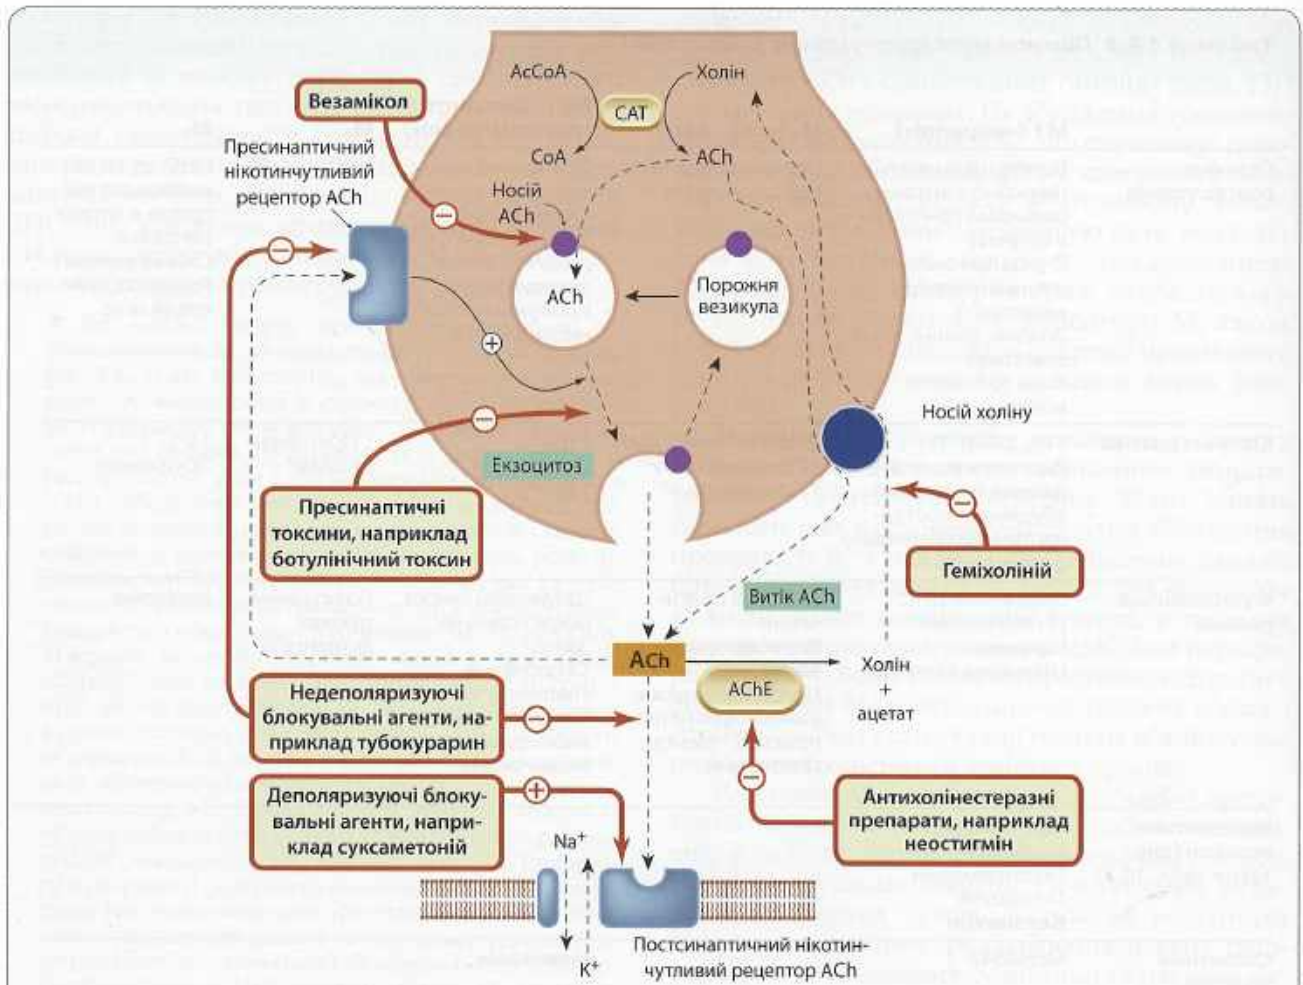 AcCoA
Холін
CAT
CoA
ACh
Везамікол
Пресинаптичний
нікотинчутливий
рецептор ACh
Носій
ACh
ACh
Порожня
везикула
Носій холіну
Екзоцитоз
Пресинаптичні
токсини, наприклад
ботулінічний токсин
Геміхоліній
Витік ACh
ACh
AChE
Холін
+
ацетат
Недеполяризуючі
блокувальні агенти, на-
приклад тубокурарин
Деполяризуючі блоку-
вальні агенти, напри-
клад суксаметоній
Антихолінестеразні
препарати, наприклад
неостигмін
Na⁺
K⁺
Постсинаптичний нікотин-
чутливий рецептор ACh